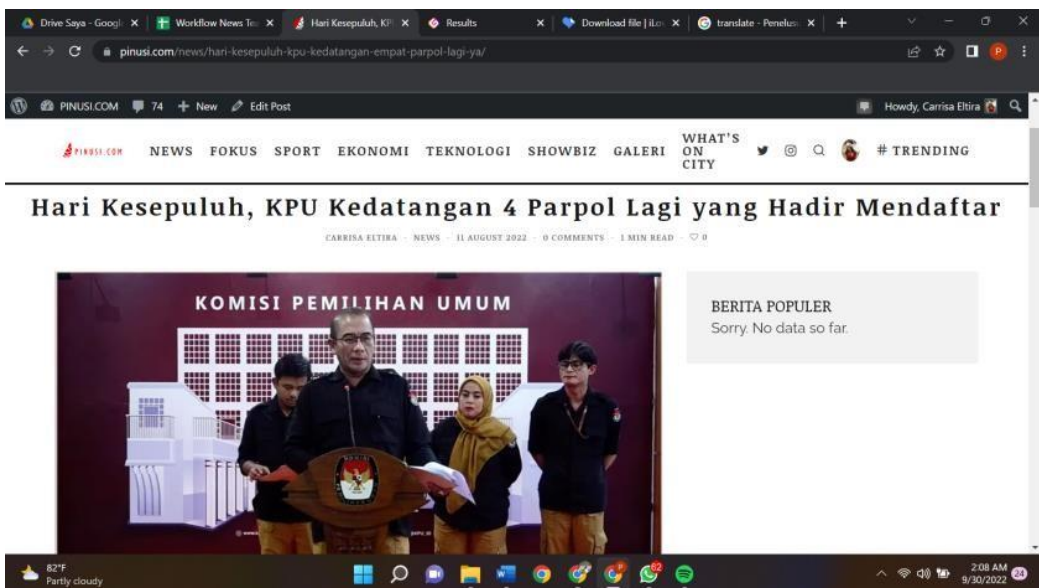 Drive Saya - Googl
Workflow News Te
Hari Kesepuluh, KP
Results
Download file | iLo
translate - Penelus
pinusi.com/news/hari-kesepuluh-kpu-kedatangan-empat-parpol-lagi-ya/
P
PINUSI.COM 74 + New Edit Post
Howdy, Carrisa Eltira
PINUSI.COM
NEWS FOKUS SPORT EKONOMI TEKNOLOGI SHOWBIZ GALERI
WHAT'S
ON
CITY
# TRENDING
Hari Kesepuluh, KPU Kedatangan 4 Parpol Lagi yang Hadir Mendaftar
CARRISA ELTIRA - NEWS - 11 AUGUST 2022 - 0 COMMENTS - 1 MIN READ - 0
KOMISI PEMILIHAN UMUM
BERITA POPULER
Sorry. No data so far.
82°F
Partly cloudy
2:08 AM
9/30/2022
24